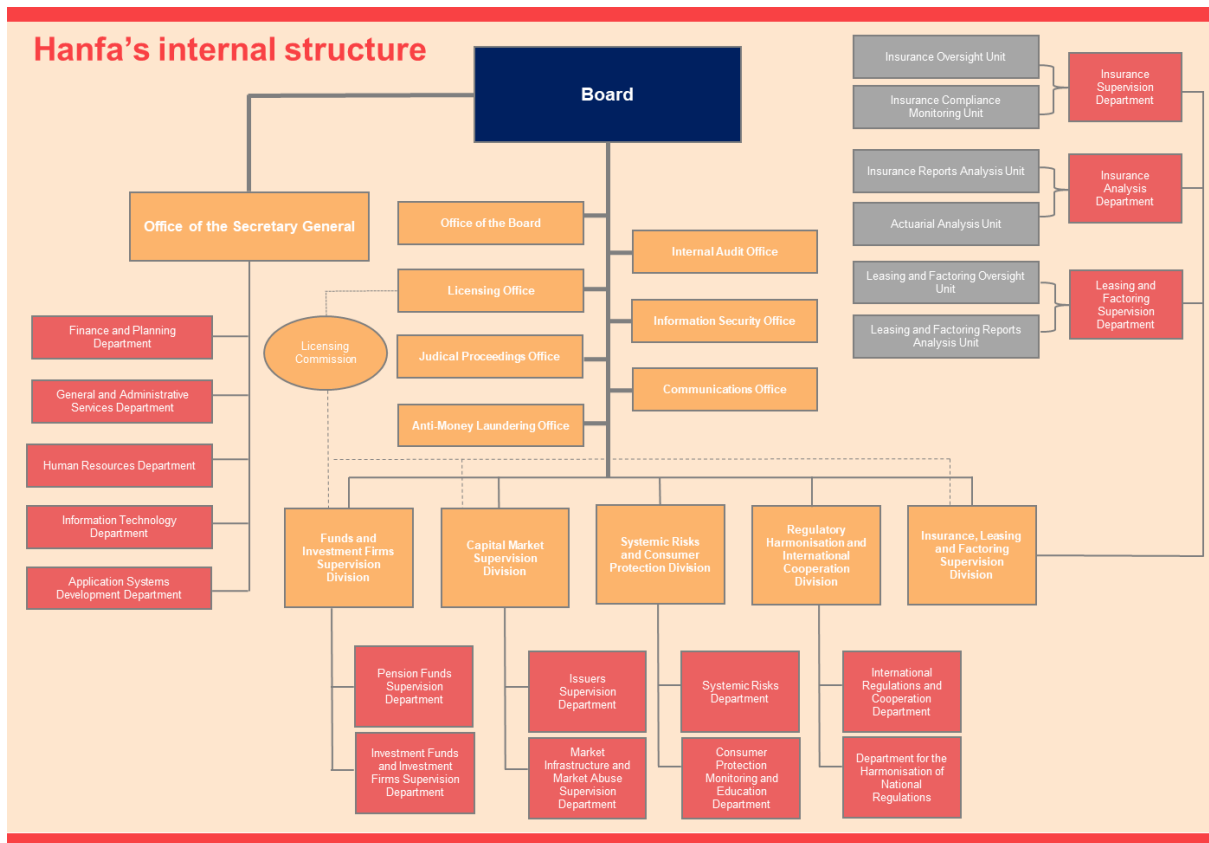 Hanfa's internal structure
Board
Insurance Oversight Unit
Insurance Compliance
Monitoring Unit
Insurance
Supervision
Department
Insurance Reports Analysis Unit
Actuarial Analysis Unit
Insurance
Analysis
Department
Leasing and Factoring Oversight
Unit
Leasing and Factoring Reports
Analysis Unit
Leasing and
Factoring
Supervision
Department
Office of the Secretary General
Office of the Board
Internal Audit Office
Licensing Office
Information Security Office
Licensing
Commission
Judical Proceedings Office
Communications Office
Anti-Money Laundering Office
Finance and Planning
Department
General and Administrative
Services Department
Human Resources Department
Information Technology
Department
Application Systems
Development Department
Funds and
Investment Firms
Supervision
Division
Capital Market
Supervision
Division
Systemic Risks
and Consumer
Protection Division
Regulatory
Harmonisation and
International
Cooperation
Division
Insurance, Leasing
and Factoring
Supervision
Division
Pension Funds
Supervision
Department
Issuers
Supervision
Department
Systemic Risks
Department
International
Regulations and
Cooperation
Department
Investment Funds
and Investment
Firms Supervision
Department
Market
Infrastructure and
Market Abuse
Supervision
Department
Consumer
Protection
Monitoring and
Education
Department
Department for the
Harmonisation of
National
Regulations